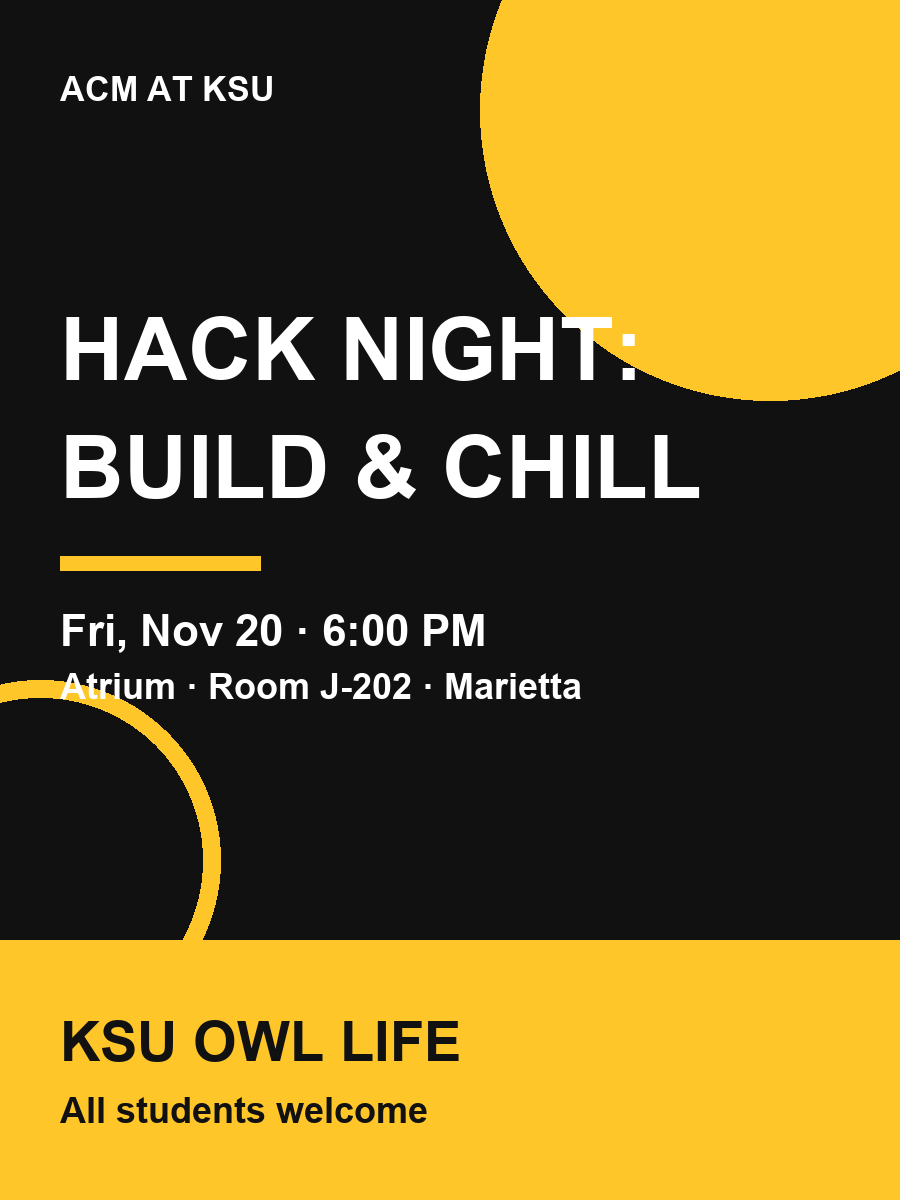 ACM AT KSU
HACK NIGHT:
BUILD & CHILL
Fri, Nov 20 · 6:00 PM
Atrium · Room J-202 · Marietta
KSU OWL LIFE
All students welcome